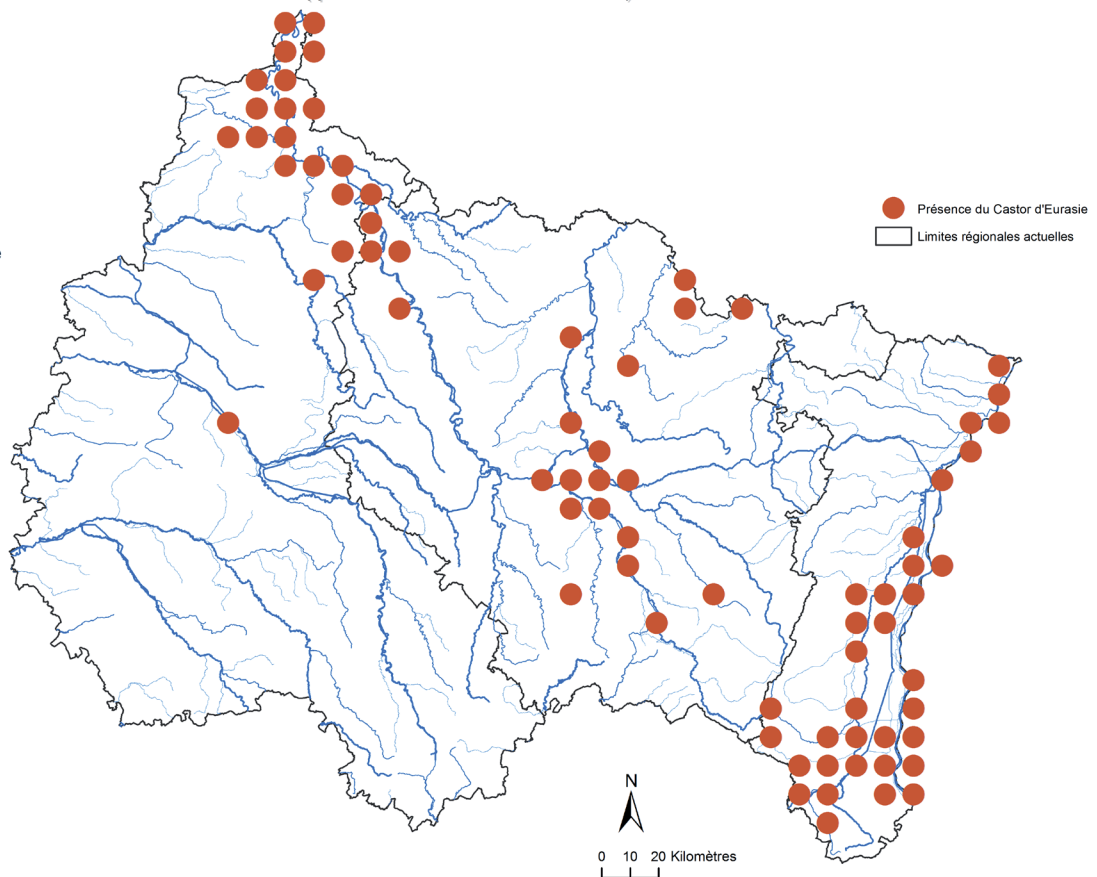 Présence du Castor d'Eurasie
Limites régionales actuelles
N
0 10 20 Kilomètres